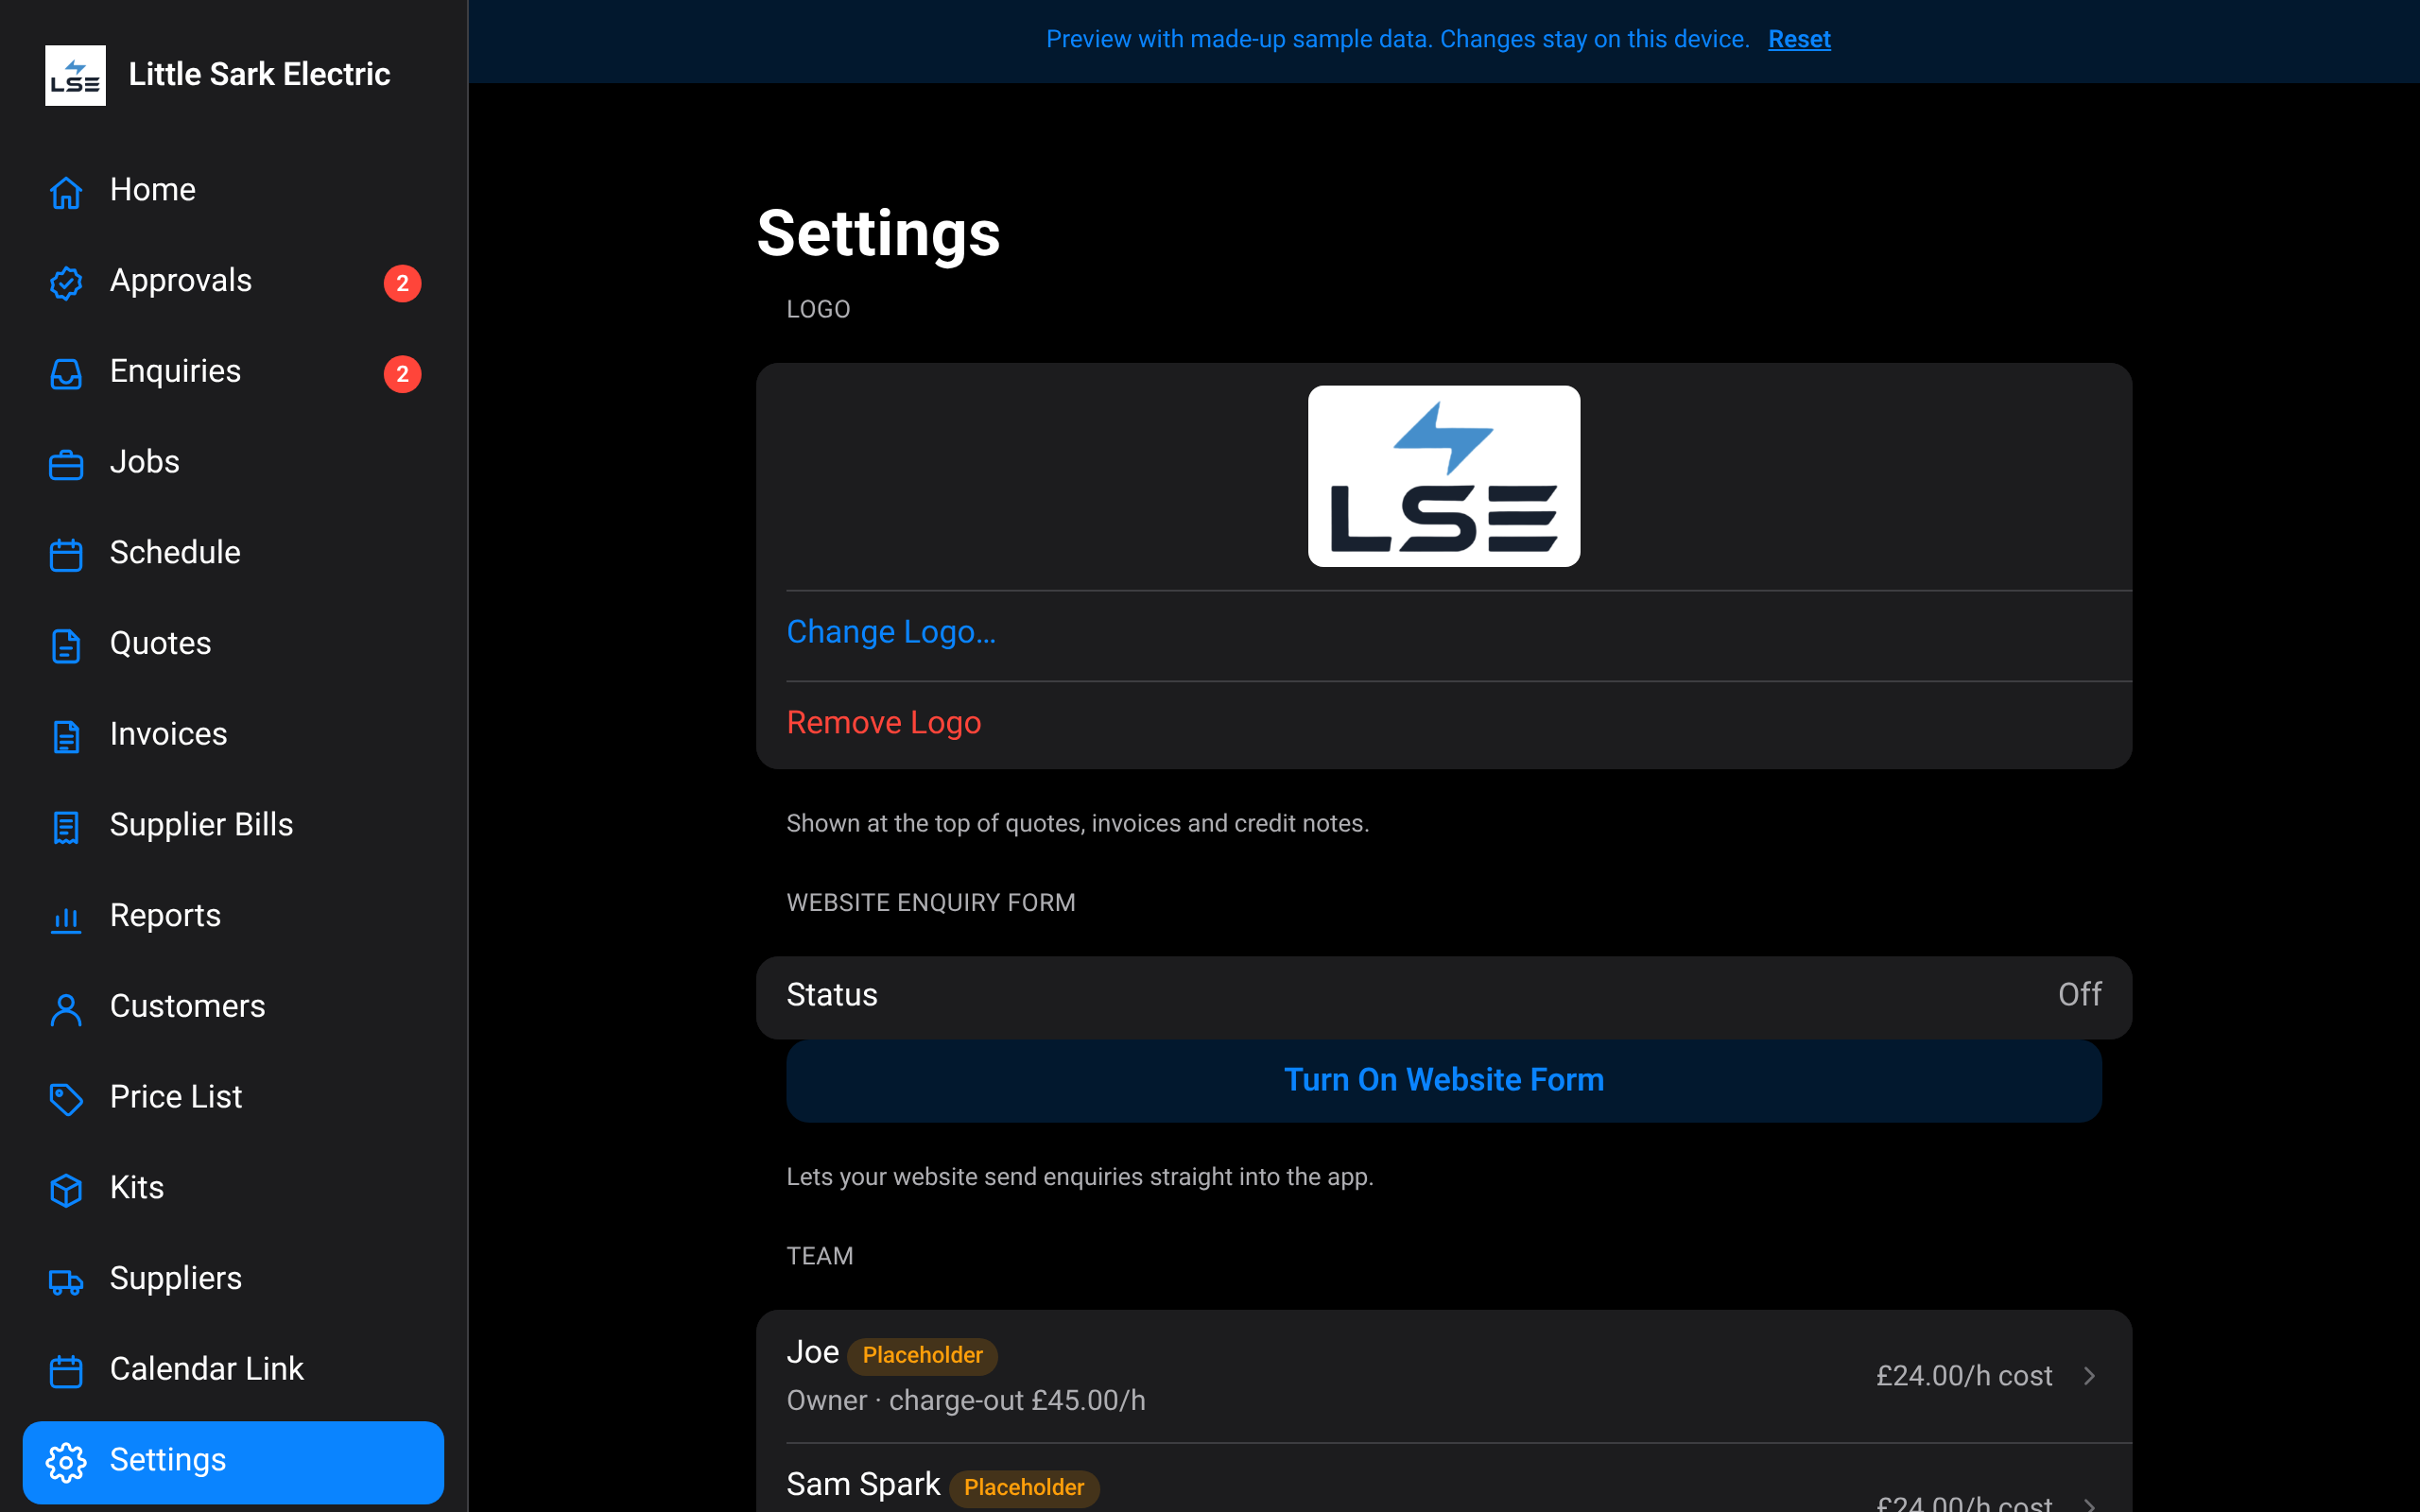 LSE
Little Sark Electric
Home
Approvals 2
Enquiries 2
Jobs
Schedule
Quotes
Invoices
Supplier Bills
Reports
Customers
Price List
Kits
Suppliers
Calendar Link
Settings
Preview with made-up sample data. Changes stay on this device. Reset
Settings
LOGO
LSE
Change Logo…
Remove Logo
Shown at the top of quotes, invoices and credit notes.
WEBSITE ENQUIRY FORM
Status Off
Turn On Website Form
Lets your website send enquiries straight into the app.
TEAM
Joe Placeholder
Owner · charge-out £45.00/h
£24.00/h cost
Sam Spark Placeholder
£24.00/h cost